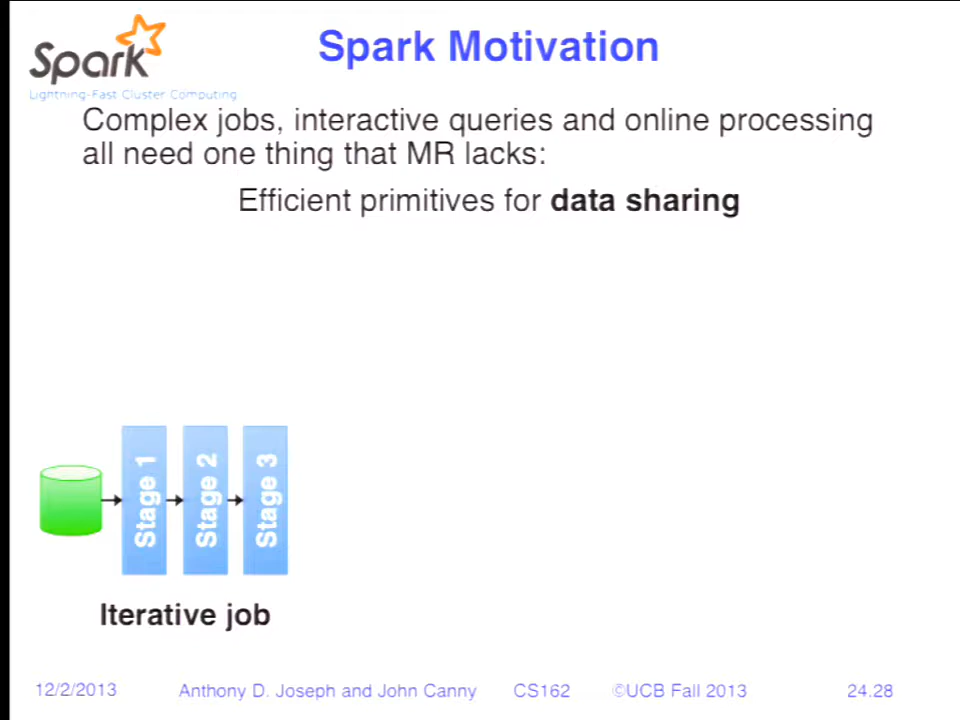 Spark
Lightning-Fast Cluster Computing
Spark Motivation
Complex jobs, interactive queries and online processing
all need one thing that MR lacks:
Efficient primitives for data sharing
Stage 1
Stage 2
Stage 3
Iterative job
12/2/2013 Anthony D. Joseph and John Canny CS162 ©UCB Fall 2013 24.28